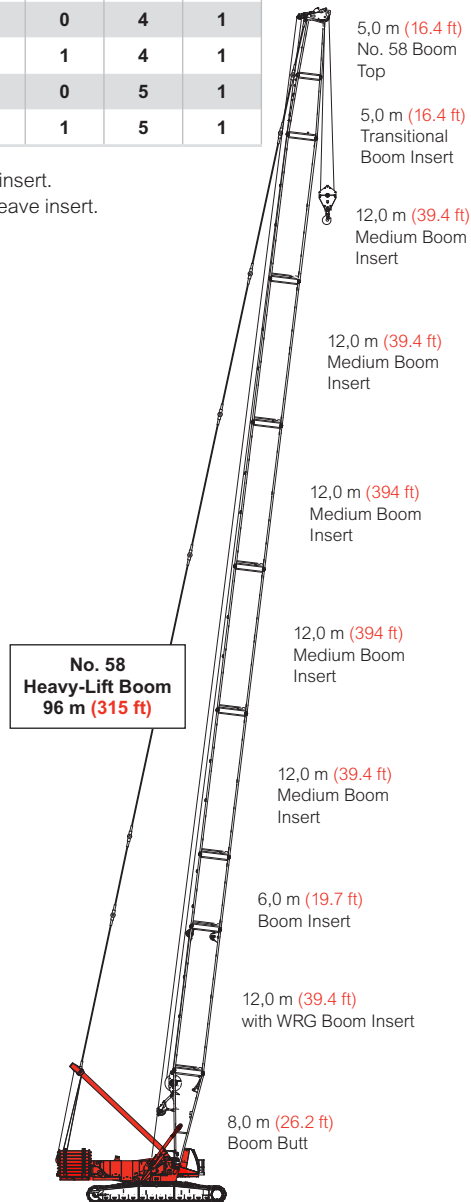 0 4 1
1 4 1
0 5 1
1 5 1
insert.
eave insert.
5,0 m (16.4 ft)
No. 58 Boom
Top
5,0 m (16.4 ft)
Transitional
Boom Insert
12,0 m (39.4 ft)
Medium Boom
Insert
12,0 m (39.4 ft)
Medium Boom
Insert
12,0 m (394 ft)
Medium Boom
Insert
12,0 m (394 ft)
Medium Boom
Insert
No. 58
Heavy-Lift Boom
96 m (315 ft)
12,0 m (39.4 ft)
Medium Boom
Insert
6,0 m (19.7 ft)
Boom Insert
12,0 m (39.4 ft)
with WRG Boom Insert
8,0 m (26.2 ft)
Boom Butt